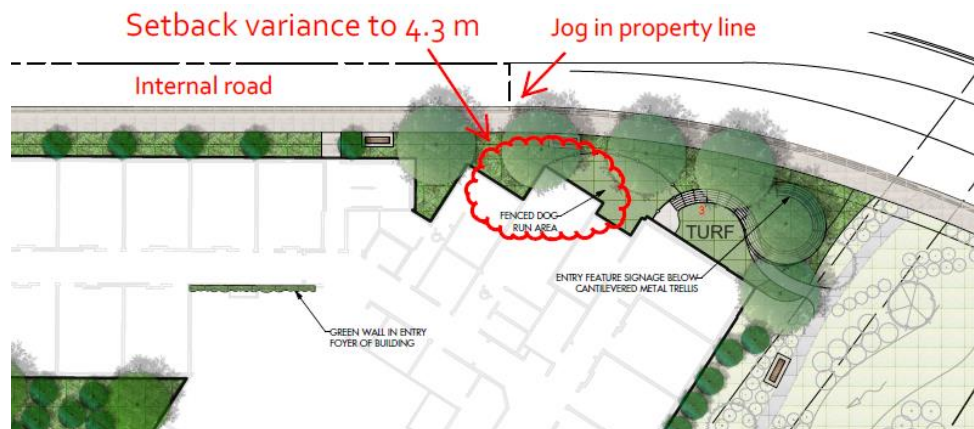 Setback variance to 4.3 m
Jog in property line
Internal road
FENCED DOG
RUN AREA
3
TURF
ENTRY FEATURE SIGNAGE BELOW
CANTILEVERED METAL TRELLIS
GREEN WALL IN ENTRY
FOYER OF BUILDING